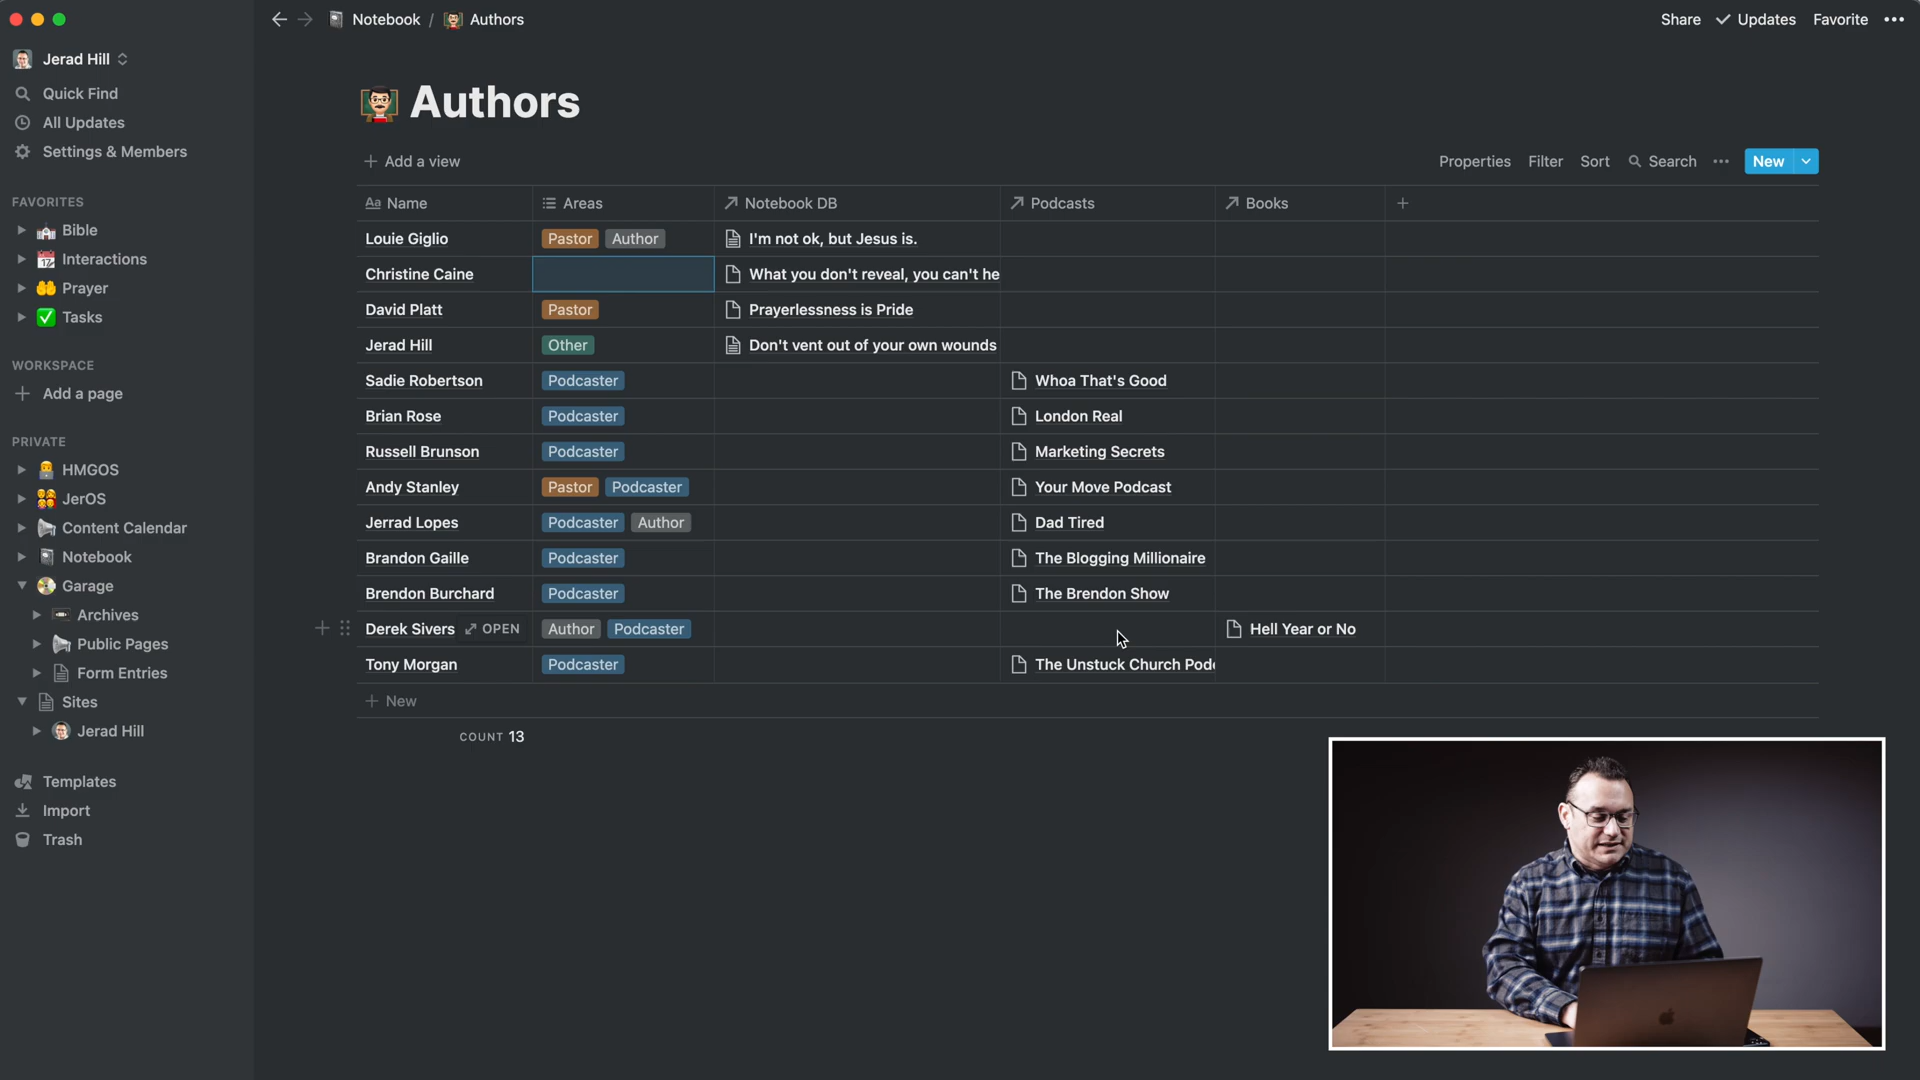 Notebook / Authors
Share Updates Favorite •••
Jerad Hill
Quick Find
All Updates
Settings & Members
FAVORITES
Bible
Interactions
Prayer
Tasks
WORKSPACE
Add a page
PRIVATE
HMGOS
JerOS
Content Calendar
Notebook
Garage
Archives
Public Pages
Form Entries
Sites
Jerad Hill
Templates
Import
Trash
Authors
+ Add a view
Properties Filter Sort Search ••• New
Aa Name Areas Notebook DB Podcasts Books +
Louie Giglio Pastor Author I'm not ok, but Jesus is.
Christine Caine What you don't reveal, you can't he
David Platt Pastor Prayerlessness is Pride
Jerad Hill Other Don't vent out of your own wounds
Sadie Robertson Podcaster Whoa That's Good
Brian Rose Podcaster London Real
Russell Brunson Podcaster Marketing Secrets
Andy Stanley Pastor Podcaster Your Move Podcast
Jerrad Lopes Podcaster Author Dad Tired
Brandon Gaille Podcaster The Blogging Millionaire
Brendon Burchard Podcaster The Brendon Show
Derek Sivers OPEN Author Podcaster Hell Year or No
Tony Morgan Podcaster The Unstuck Church Podc
+ New
COUNT 13